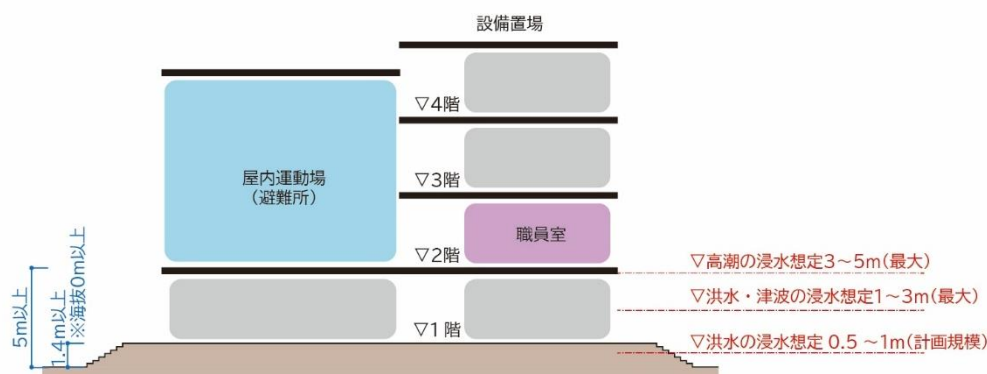 設備置場
▽4階
▽3階
屋内運動場
(避難所)
職員室
▽2階
▽1階
5m以上
1.4m以上
※海抜0m以上
▽高潮の浸水想定3~5m(最大)
▽洪水・津波の浸水想定1~3m(最大)
▽洪水の浸水想定 0.5 ~1m(計画規模)